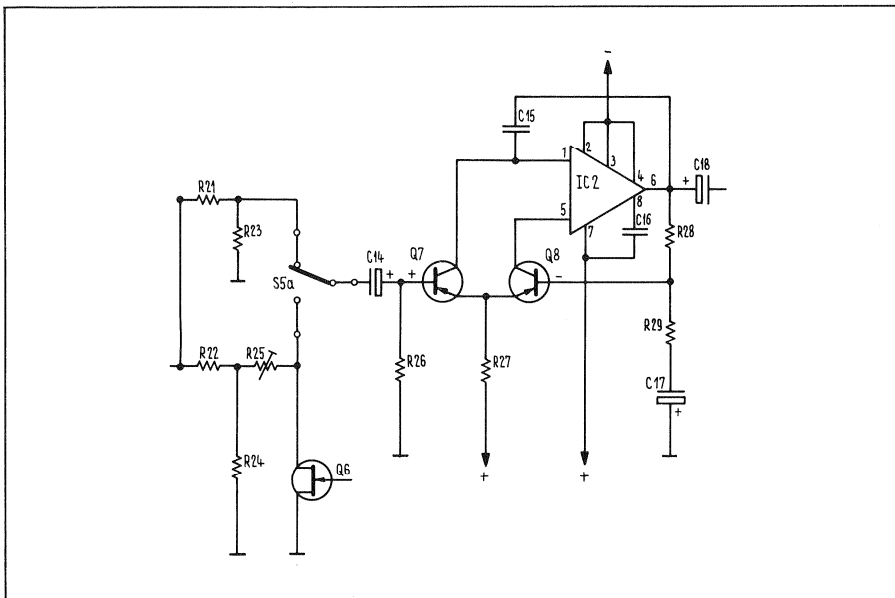 -
C15
1
2
3
4
IC2
6
8
5
7
C16
+
C18
R21
R23
S5a
C14
+
+
Q7
Q8
-
R28
R29
R22
R25
R26
R27
C17
+
R24
Q6
+
+